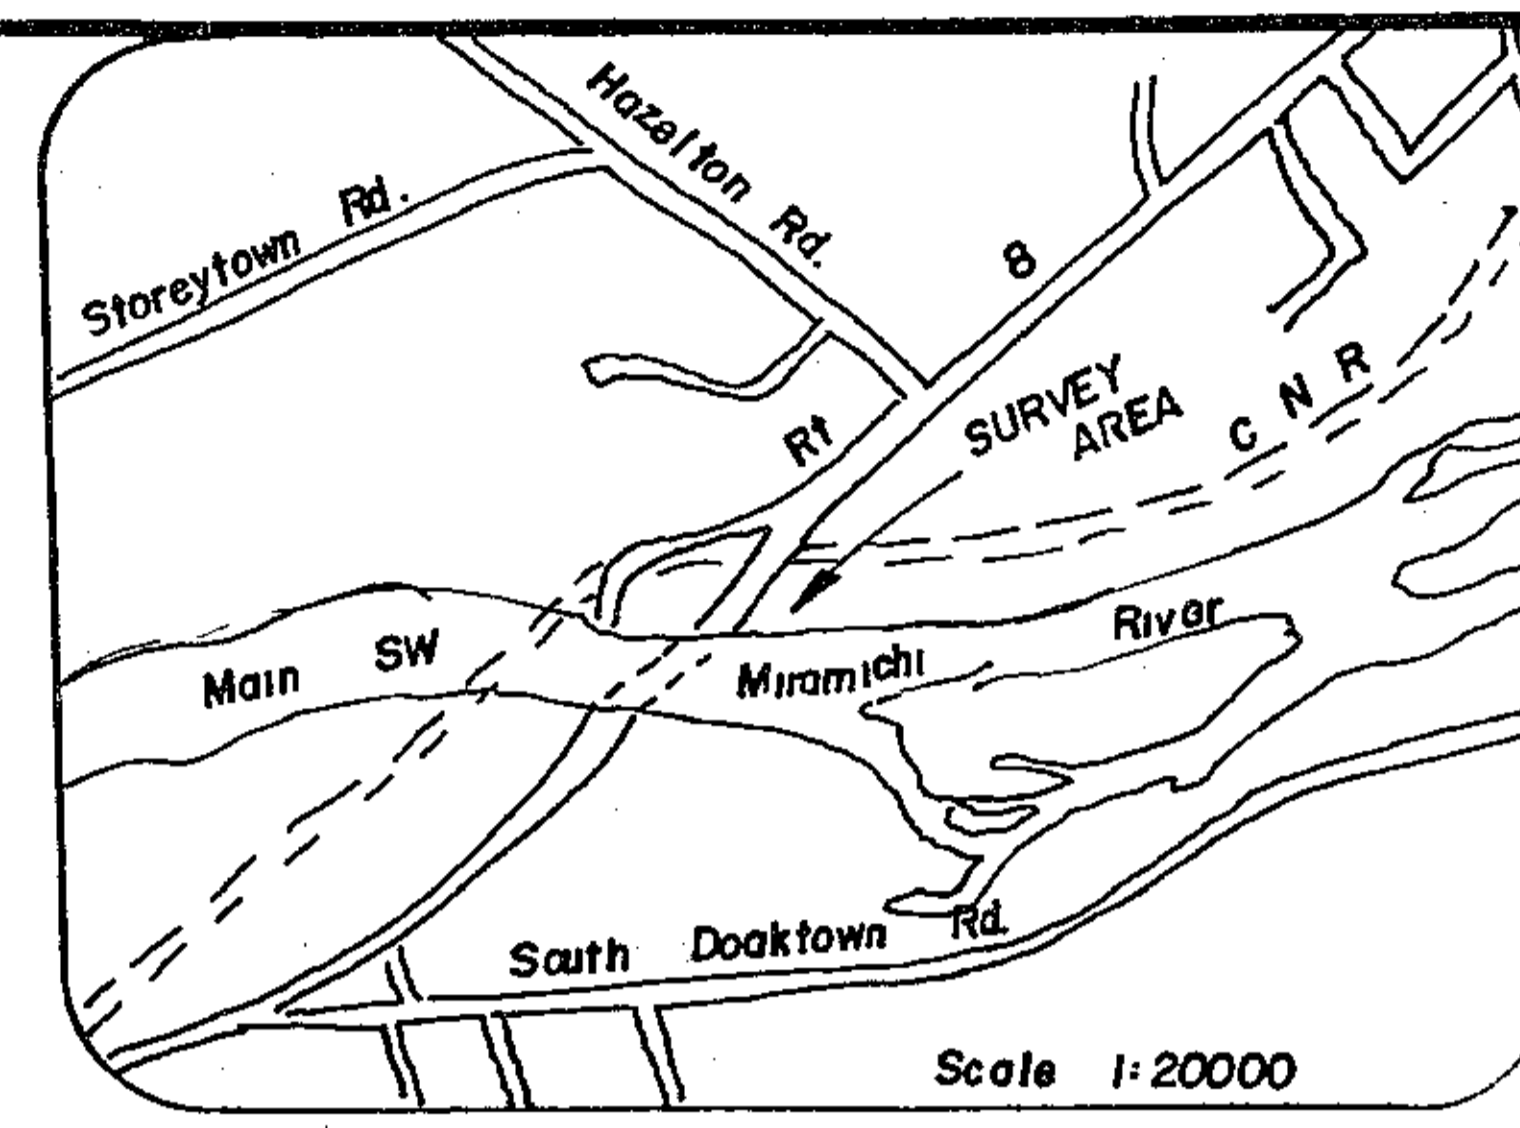 Hazelton Rd.
Storeytown Rd.
Rt 8
SURVEY
AREA
C N R
Main SW Miramichi River
South Doaktown Rd.
Scale 1:20000